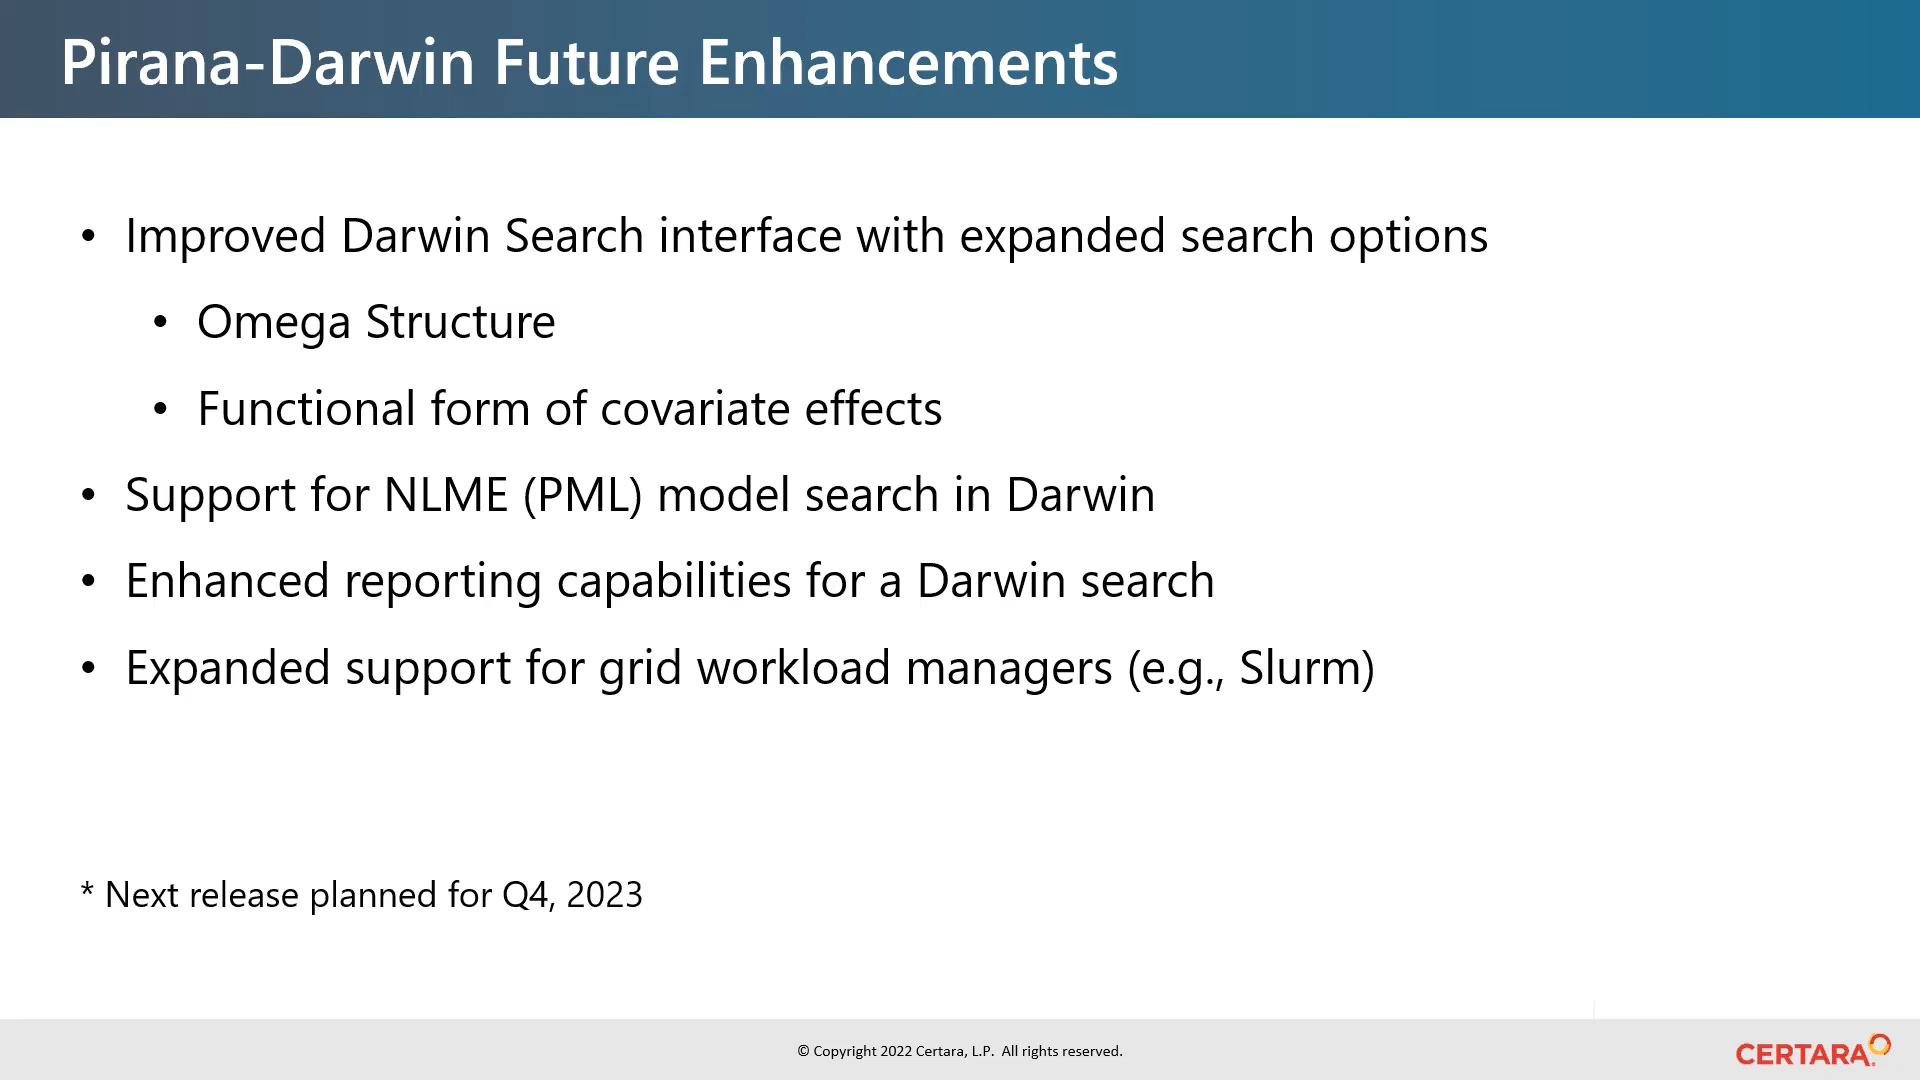 Pirana-Darwin Future Enhancements
• Improved Darwin Search interface with expanded search options
• Omega Structure
• Functional form of covariate effects
• Support for NLME (PML) model search in Darwin
• Enhanced reporting capabilities for a Darwin search
• Expanded support for grid workload managers (e.g., Slurm)
* Next release planned for Q4, 2023
© Copyright 2022 Certara, L.P.  All rights reserved.
CERTARA